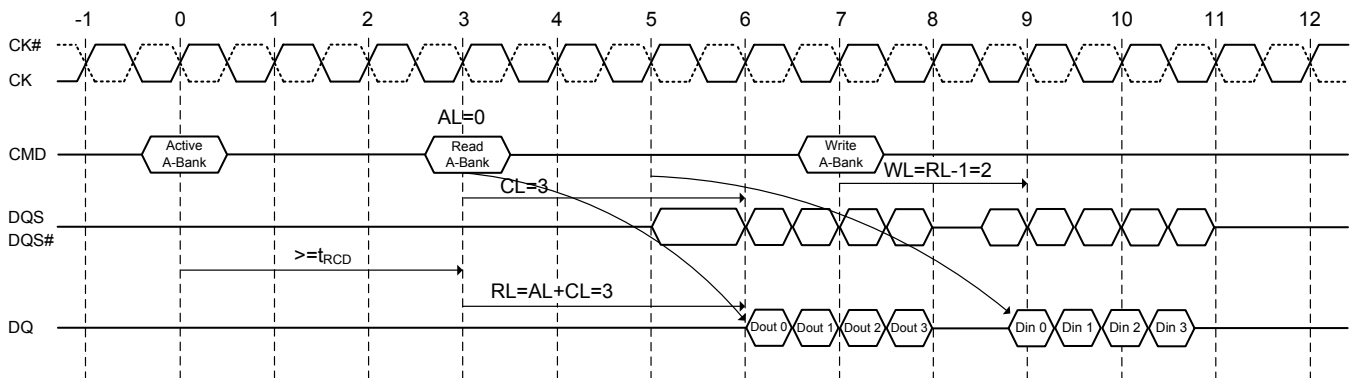 -1 0 1 2 3 4 5 6 7 8 9 10 11 12
CK#
CK
AL=0
CMD
Active
A-Bank
Read
A-Bank
Write
A-Bank
WL=RL-1=2
CL=3
DQS
DQS#
>=tRCD
RL=AL+CL=3
DQ
Dout 0 Dout 1 Dout 2 Dout 3 Din 0 Din 1 Din 2 Din 3